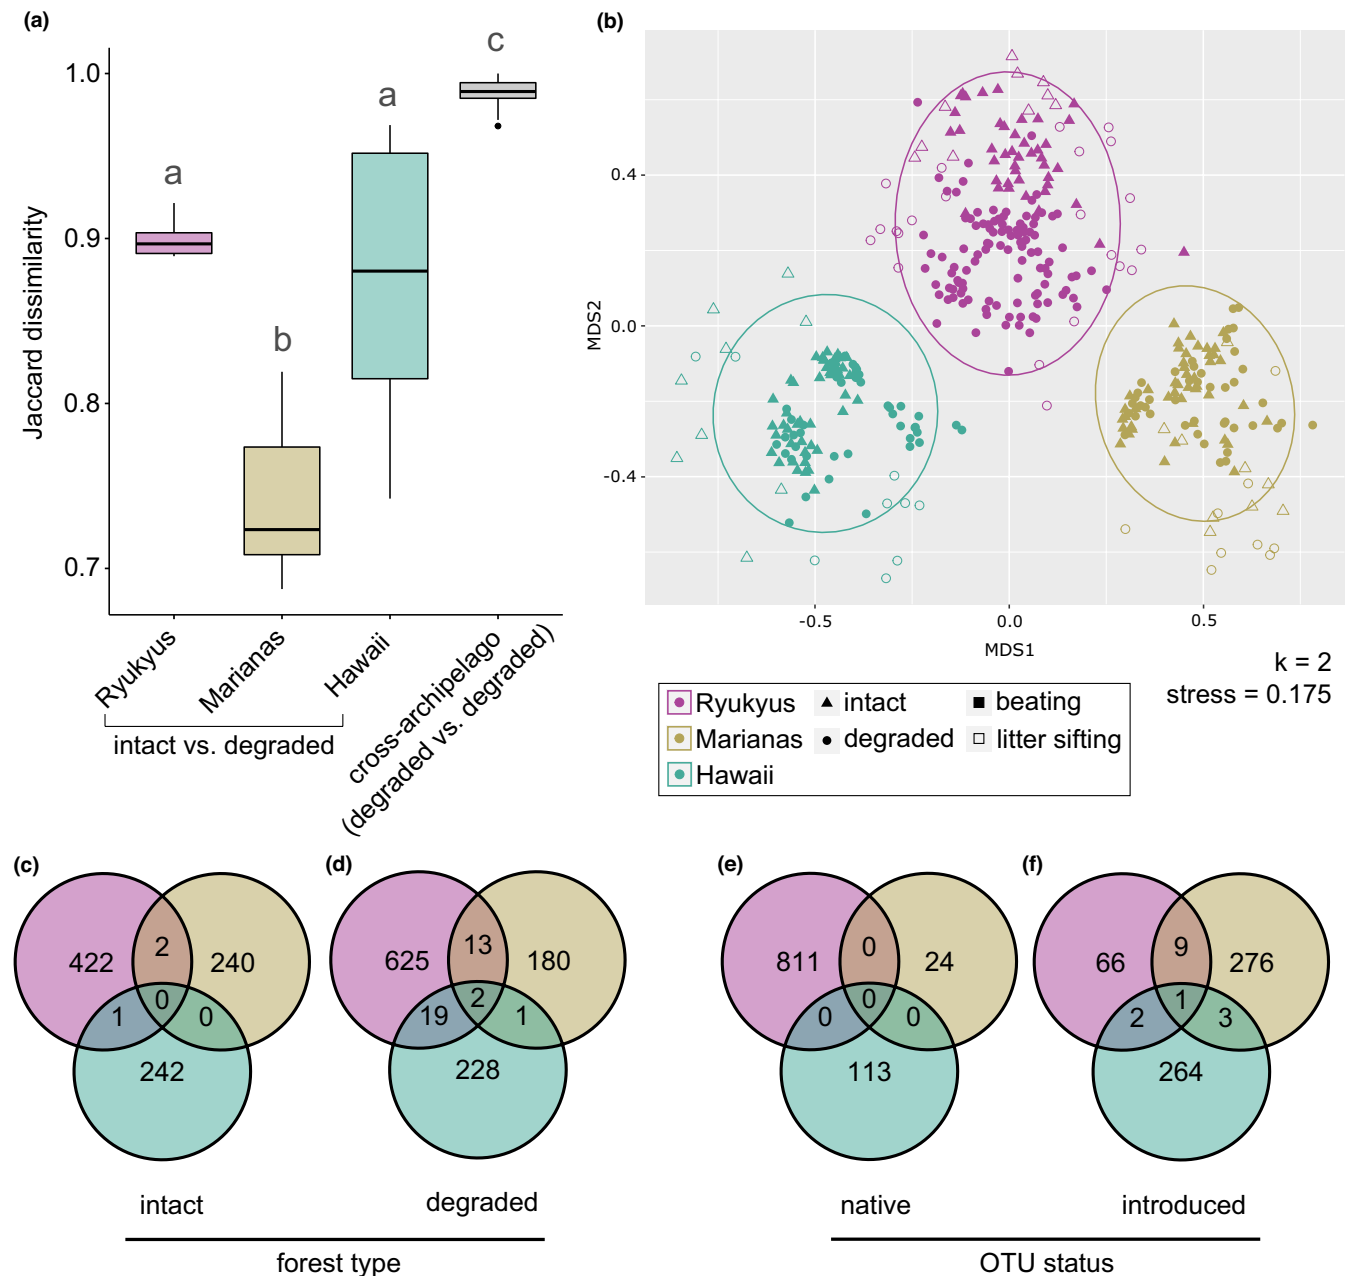 (a)
Jaccard dissimilarity
1.0
0.9
0.8
0.7
a
b
a
c
Ryukyus
Marianas
Hawaii
cross-archipelago
(degraded vs. degraded)
intact vs. degraded
(b)
MDS2
0.4
0.0
-0.4
-0.5
0.0
0.5
MDS1
k = 2
stress = 0.175
Ryukyus
intact
beating
Marianas
degraded
litter sifting
Hawaii
(c)
422
2
240
0
1
0
242
intact
(d)
625
13
180
2
19
1
228
degraded
forest type
(e)
811
0
24
0
0
0
113
native
(f)
66
9
276
1
2
3
264
introduced
OTU status